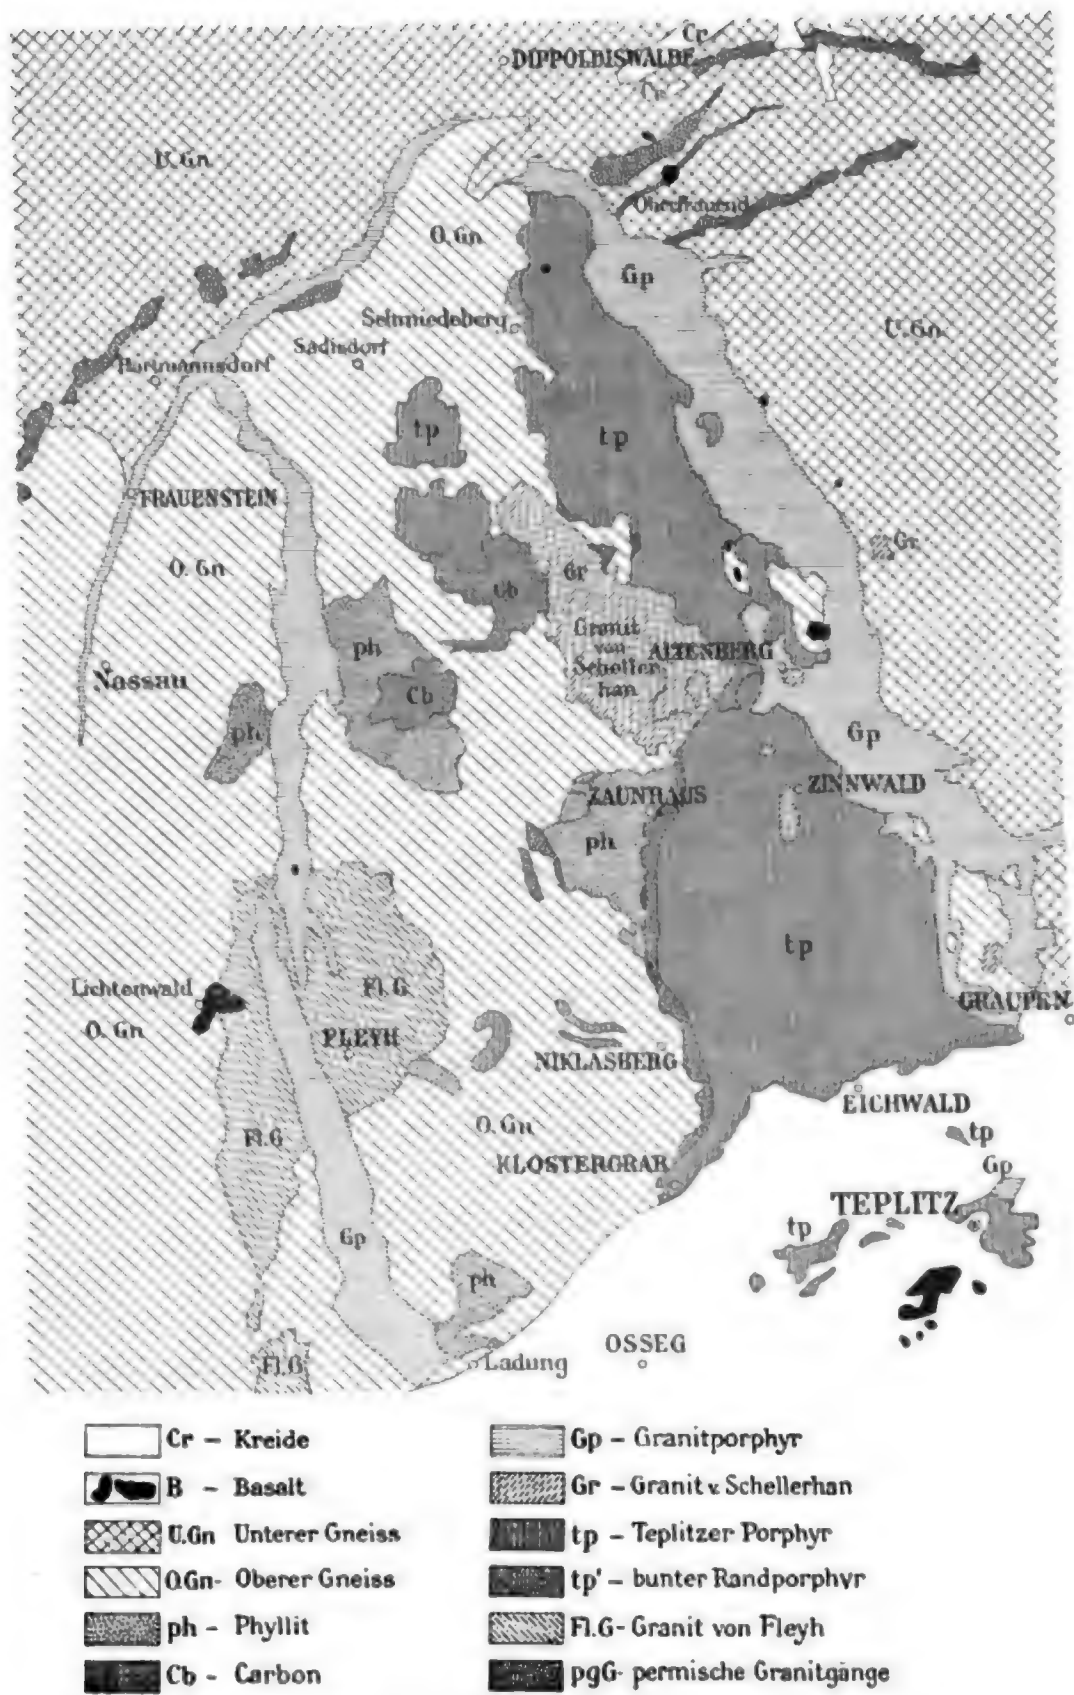 Cr
DIPPOLDISWALDE
Cr
U.Gn
O.Gn
Gp
U.Gn
Schmiedeberg
Sadisdorf
Hartmannsdorf
tp
tp
FRAUENSTEIN
O.Gn
Gr
Gr
Cb
Granit
von
Scheller
han
ALTENBERG
ph
Nassau
Cb
ph
Gp
ZINNWALD
ZAUNHAUS
ph
tp
Lichtenwald
O.Gn
Fl.G
FLEYH
GRAUPEN
NIKLASBERG
EICHWALD
O.Gn
tp
Fl.G
KLOSTERGRAB
Gp
TEPLITZ
tp
Gp
ph
OSSEG
Ladung
Fl.G
Cr – Kreide
B – Basalt
U.Gn Unterer Gneiss
O.Gn- Oberer Gneiss
ph – Phyllit
Cb – Carbon
Gp – Granitporphyr
Gr – Granit v. Schellerhan
tp – Teplitzer Porphyr
tp' – bunter Randporphyr
Fl.G- Granit von Fleyh
pgG- permische Granitgänge